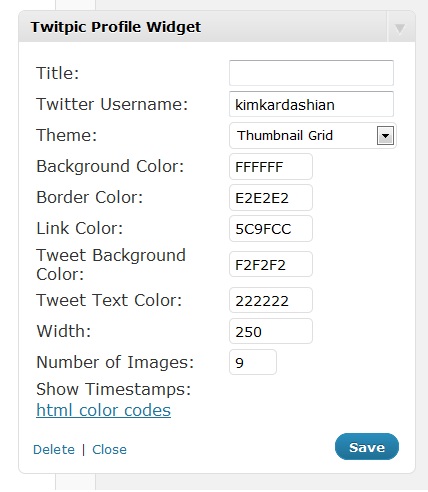 Twitpic Profile Widget
Title:
Twitter Username: kimkardashian
Theme: Thumbnail Grid
Background Color: FFFFFF
Border Color: E2E2E2
Link Color: 5C9FCC
Tweet Background
Color: F2F2F2
Tweet Text Color: 222222
Width: 250
Number of Images: 9
Show Timestamps:
html color codes
Delete | Close Save